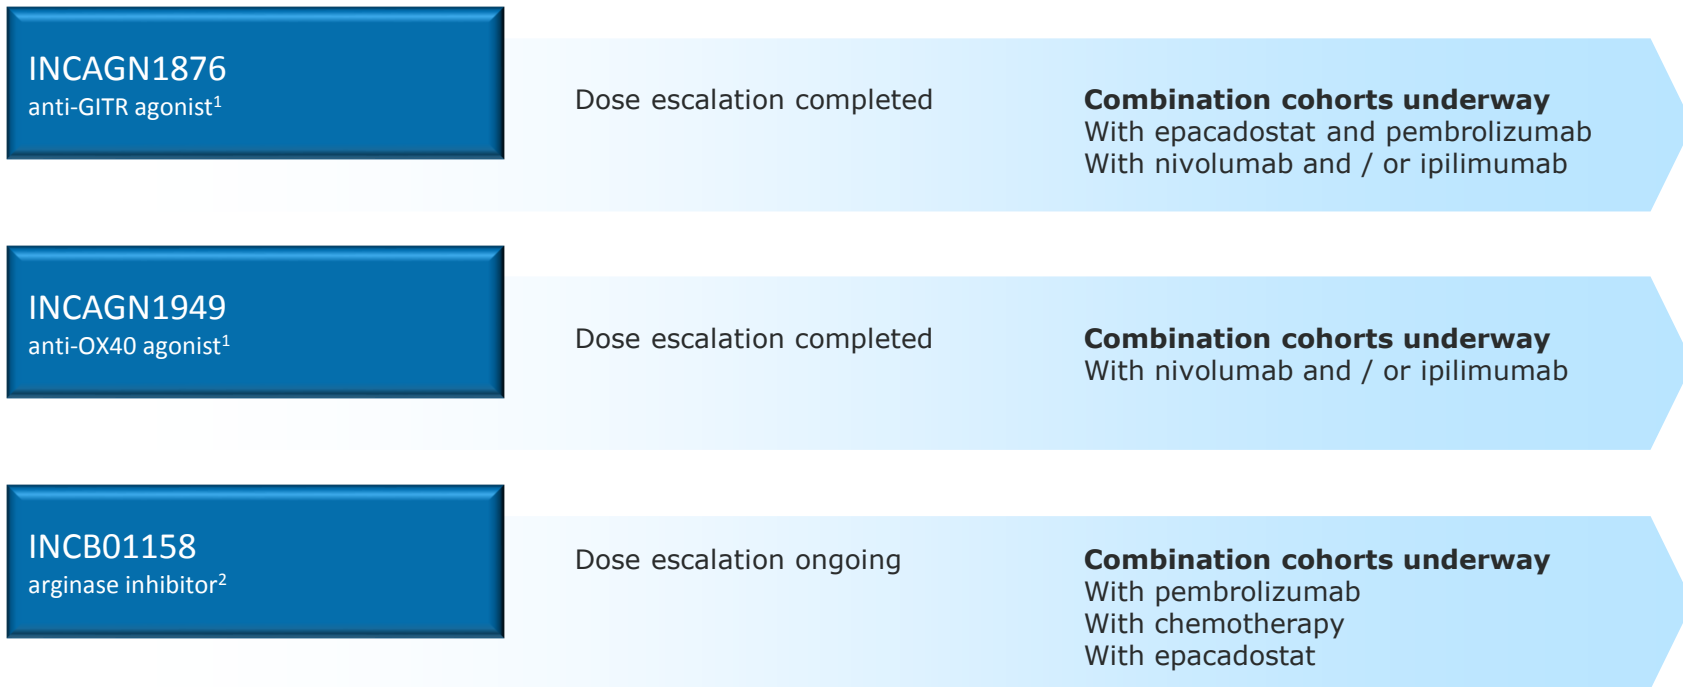 INCAGN1876
anti-GITR agonist¹
Dose escalation completed
Combination cohorts underway
With epacadostat and pembrolizumab
With nivolumab and / or ipilimumab
INCAGN1949
anti-OX40 agonist¹
Dose escalation completed
Combination cohorts underway
With nivolumab and / or ipilimumab
INCB01158
arginase inhibitor²
Dose escalation ongoing
Combination cohorts underway
With pembrolizumab
With chemotherapy
With epacadostat